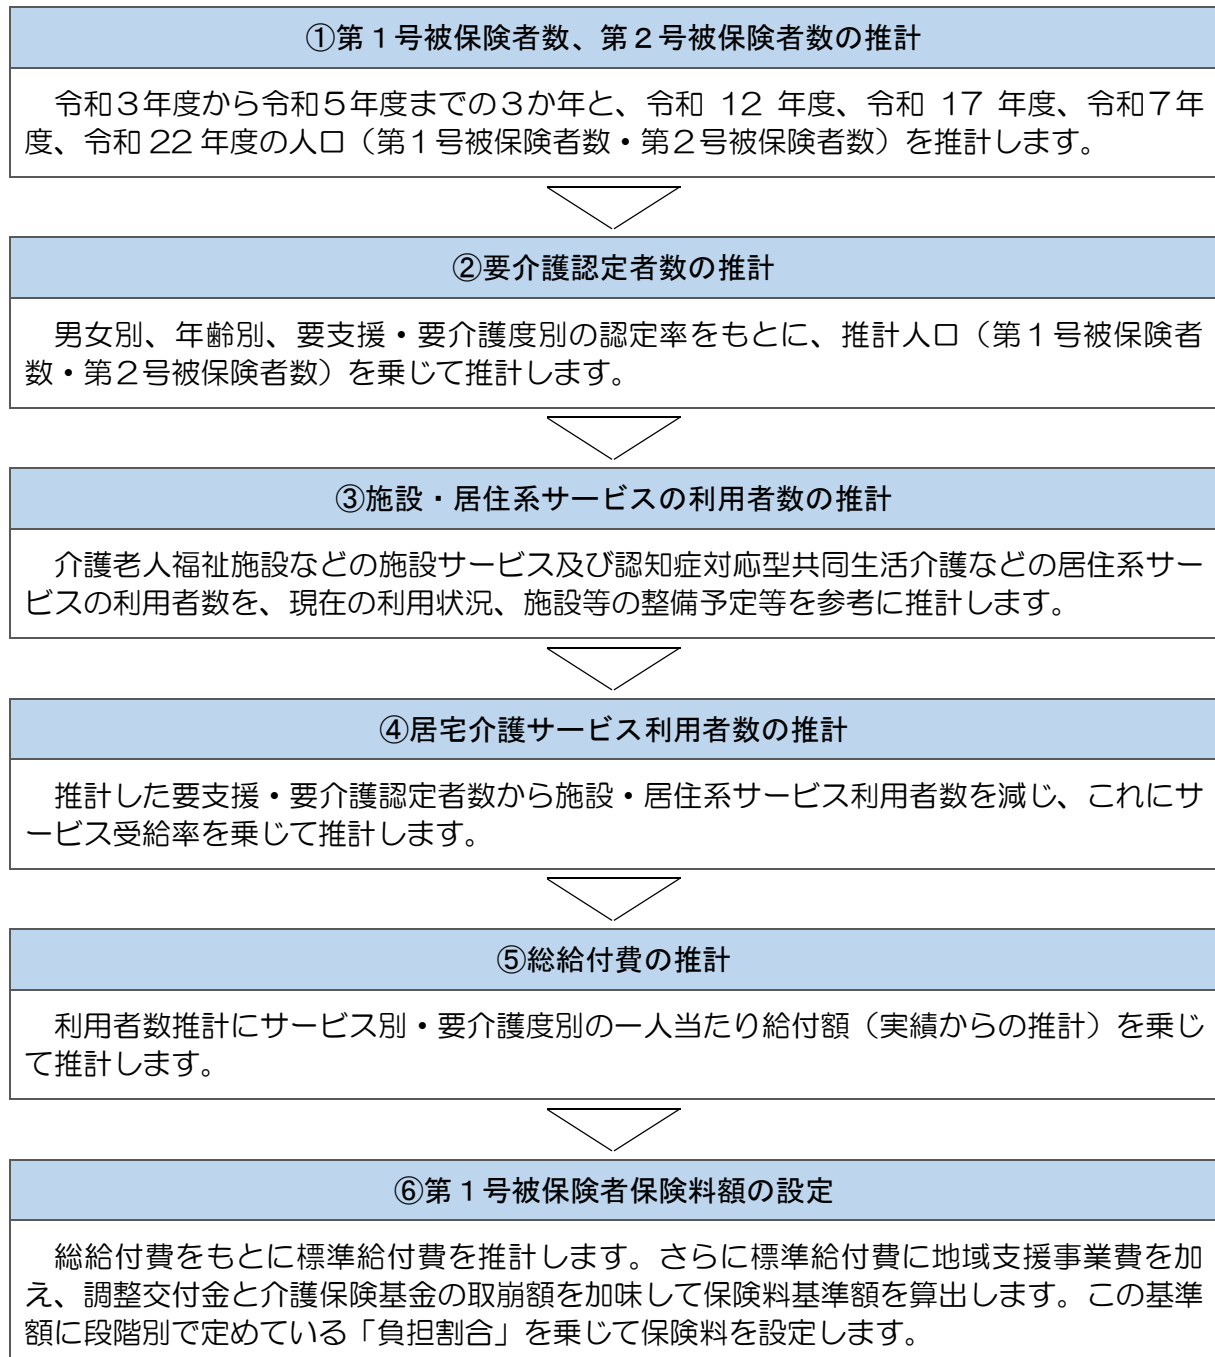 ①第１号被保険者数、第２号被保険者数の推計
令和３年度から令和５年度までの３か年と、令和 12 年度、令和 17 年度、令和７年
度、令和 22 年度の人口（第１号被保険者数・第２号被保険者数）を推計します。
②要介護認定者数の推計
男女別、年齢別、要支援・要介護度別の認定率をもとに、推計人口（第１号被保険者
数・第２号被保険者数）を乗じて推計します。
③施設・居住系サービスの利用者数の推計
介護老人福祉施設などの施設サービス及び認知症対応型共同生活介護などの居住系サー
ビスの利用者数を、現在の利用状況、施設等の整備予定等を参考に推計します。
④居宅介護サービス利用者数の推計
推計した要支援・要介護認定者数から施設・居住系サービス利用者数を減じ、これにサ
ービス受給率を乗じて推計します。
⑤総給付費の推計
利用者数推計にサービス別・要介護度別の一人当たり給付額（実績からの推計）を乗じ
て推計します。
⑥第１号被保険者保険料額の設定
総給付費をもとに標準給付費を推計します。さらに標準給付費に地域支援事業費を加
え、調整交付金と介護保険基金の取崩額を加味して保険料基準額を算出します。この基準
額に段階別で定めている「負担割合」を乗じて保険料を設定します。